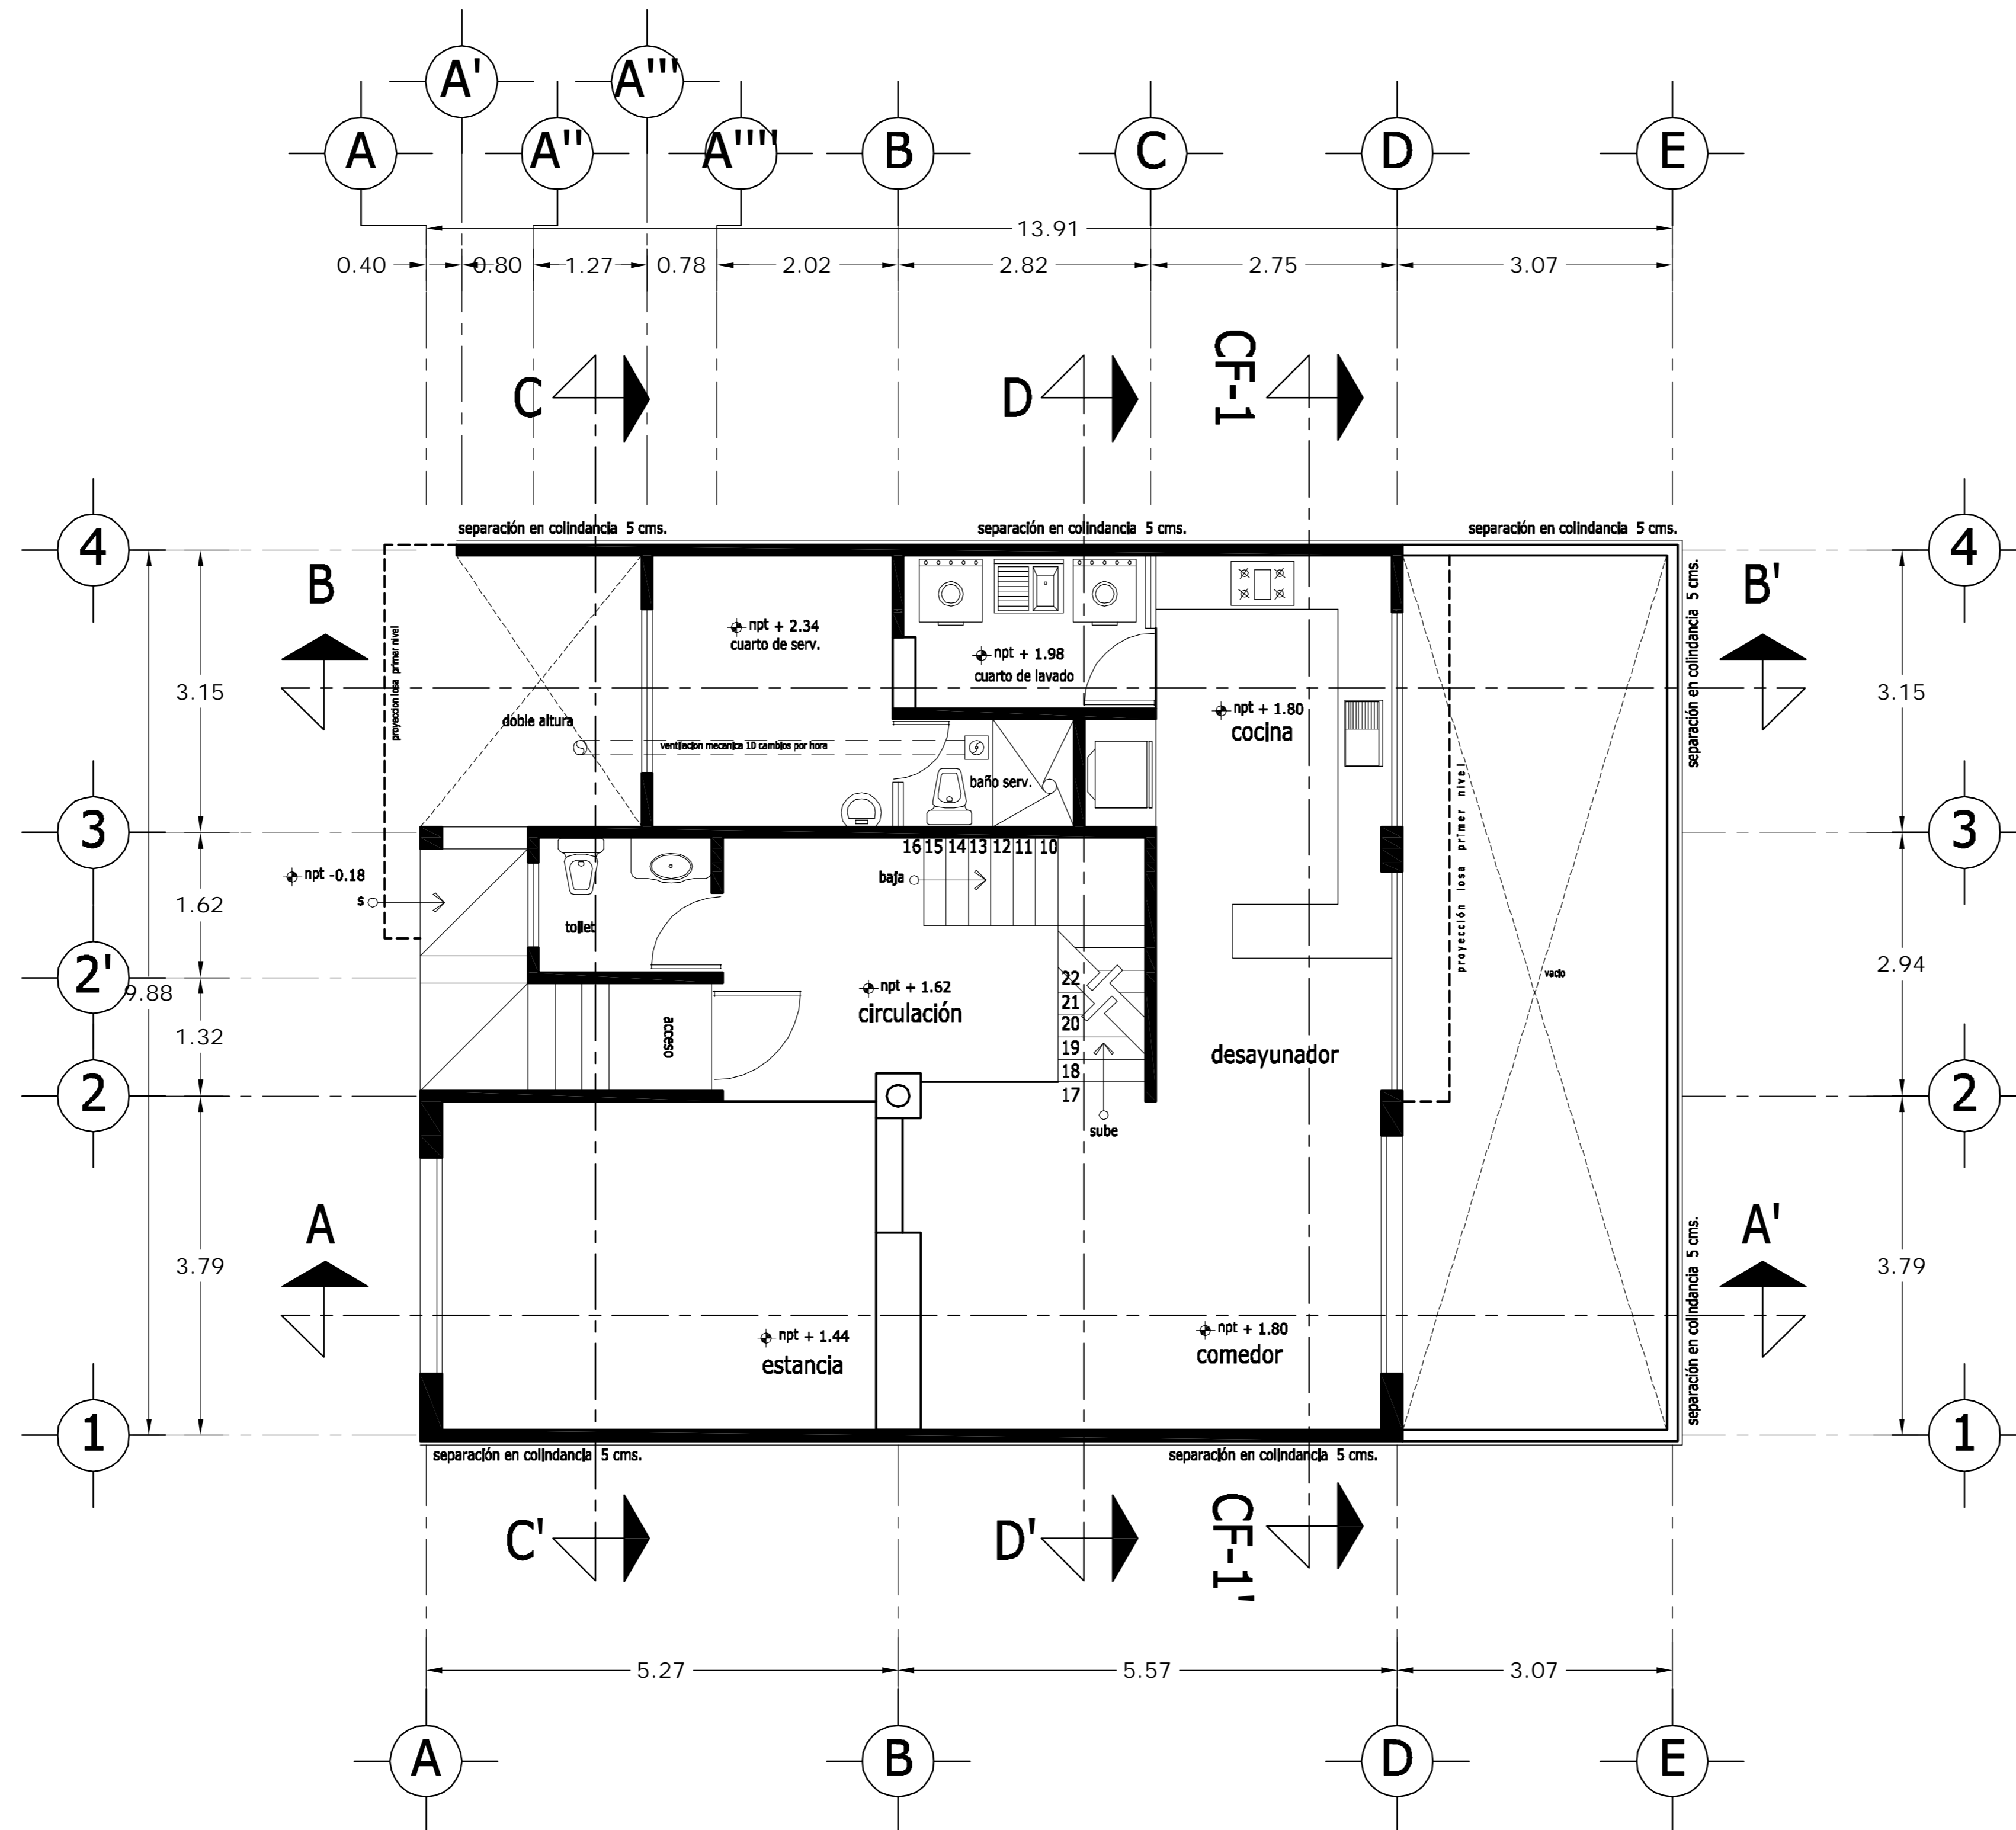 A'
A'''
A
A''
A''''
B
C
D
E
13.91
0.40
0.80
1.27
0.78
2.02
2.82
2.75
3.07
C
D
CF-1
separación en colindancia 5 cms.
separación en colindancia 5 cms.
separación en colindancia 5 cms.
4
4
B
B'
separación en colindancia 5 cms.
proyeccion losa primer nivel
npt + 2.34
cuarto de serv.
npt + 1.98
cuarto de lavado
3.15
3.15
doble altura
npt + 1.80
cocina
ventilacion mecanica 10 cambios por hora
baño serv.
proyección losa primer nivel
3
3
16 15 14 13 12 11 10
npt -0.18
baja
s
1.62
toilet
2.94
vacio
2'
9.88
22
21
20
19
18
17
npt + 1.62
circulación
acceso
1.32
desayunador
2
2
sube
A
A'
3.79
3.79
separación en colindancia 5 cms.
npt + 1.44
estancia
npt + 1.80
comedor
1
1
separación en colindancia 5 cms.
separación en colindancia 5 cms.
C'
D'
CF-1'
5.27
5.57
3.07
A
B
D
E